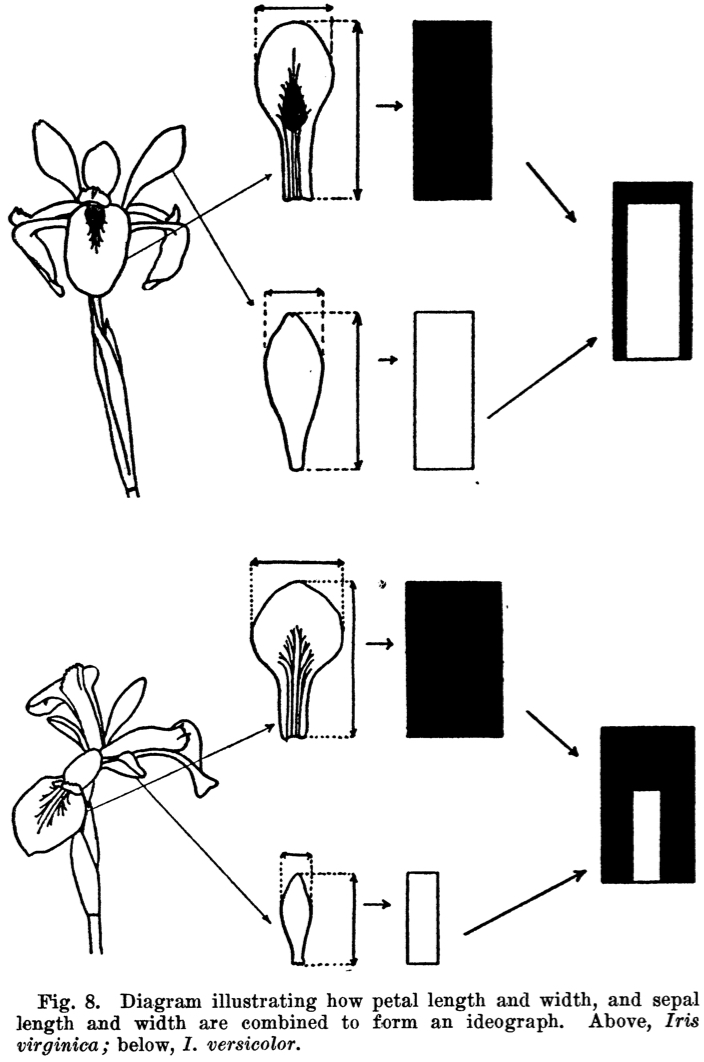 Fig. 8. Diagram illustrating how petal length and width, and sepal
length and width are combined to form an ideograph. Above, Iris
virginica; below, I. versicolor.